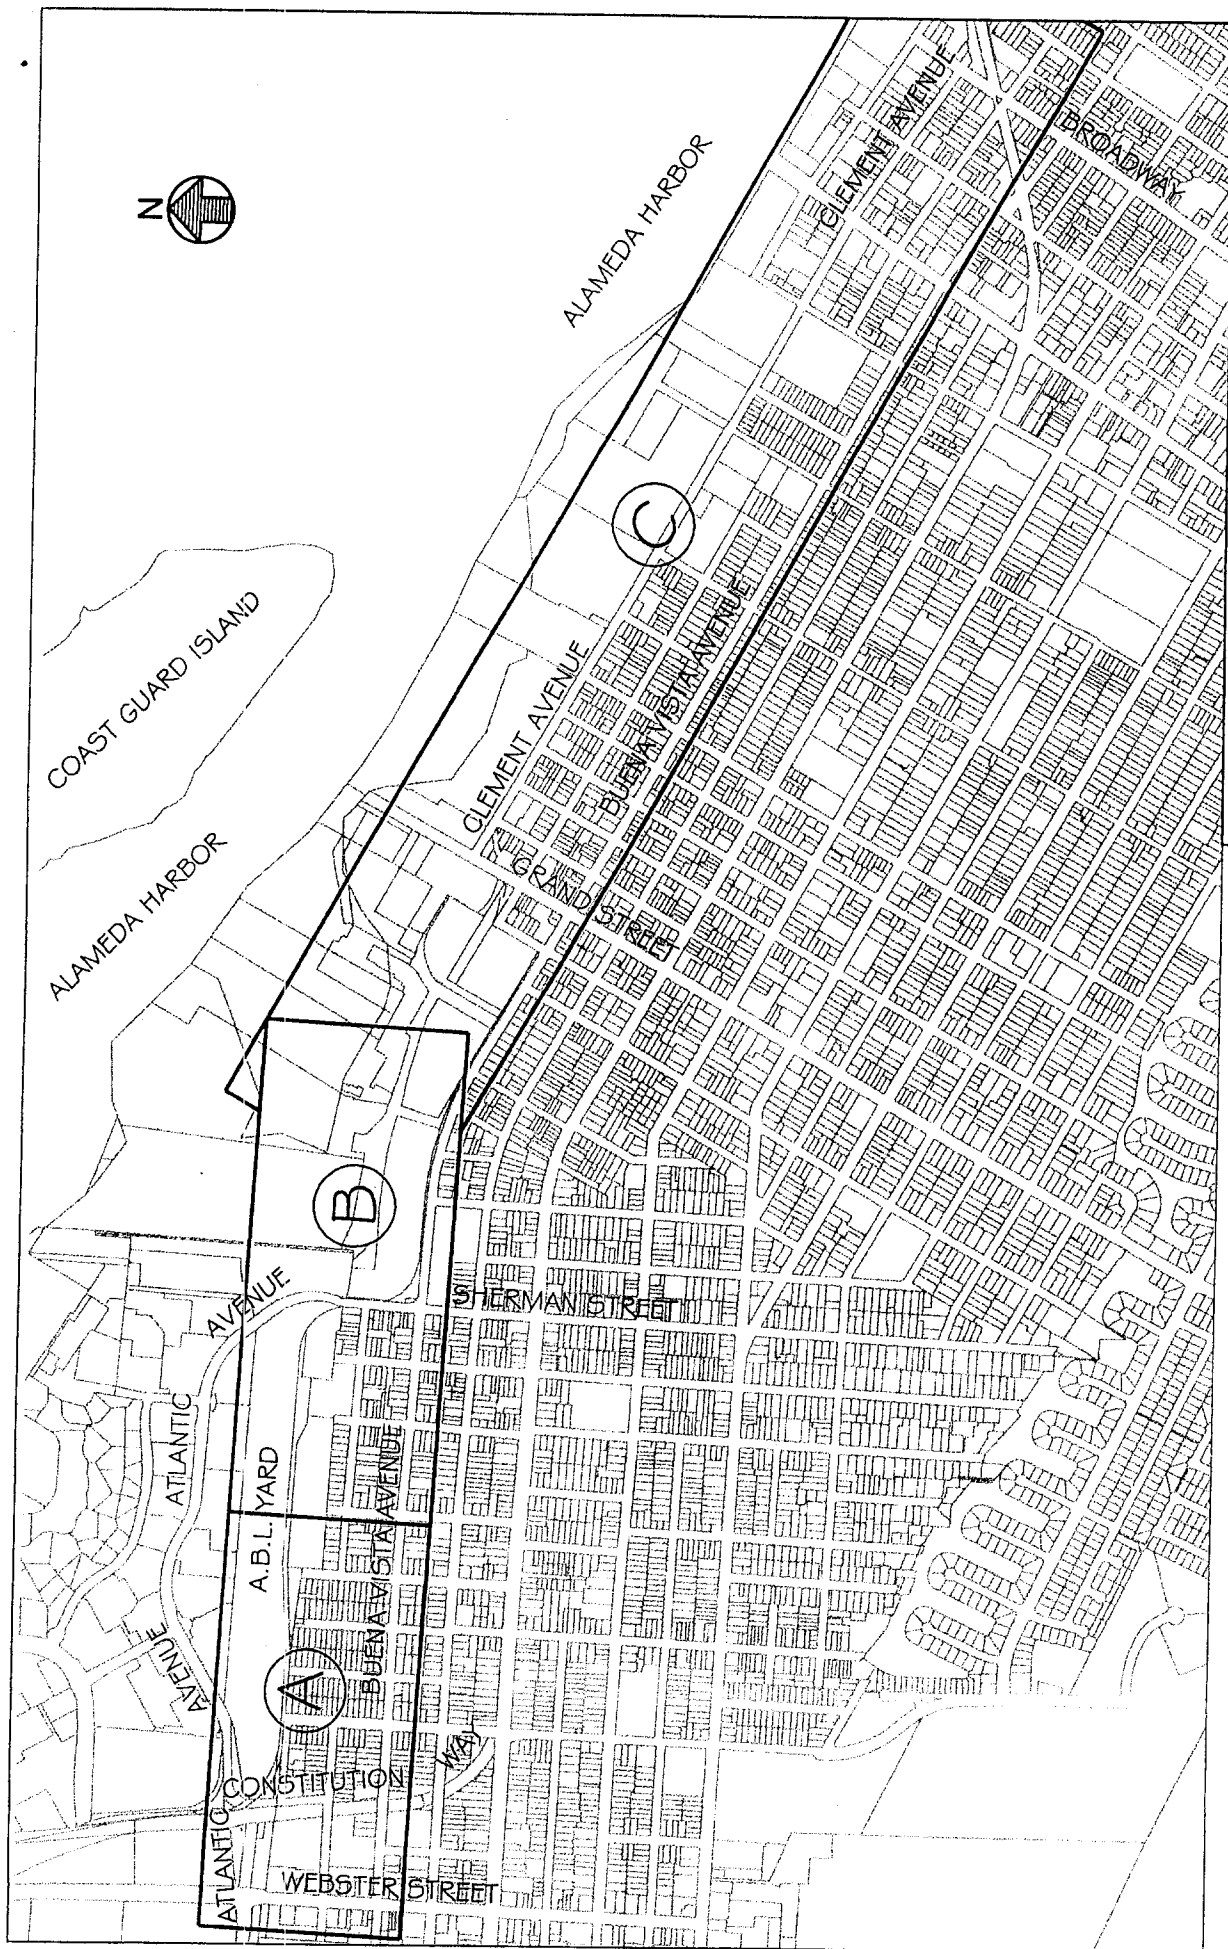 N
CLEMENT AVENUE
BROADWAY
ALAMEDA HARBOR
C
COAST GUARD ISLAND
CLEMENT AVENUE
BUENA VISTA AVENUE
GRAND STREET
ALAMEDA HARBOR
B
AVENUE
SHERMAN STREET
ATLANTIC
A.B.L. YARD
BUENA VISTA AVENUE
AVENUE
A
WAY
CONSTITUTION
ATLANTIC
WEBSTER STREET